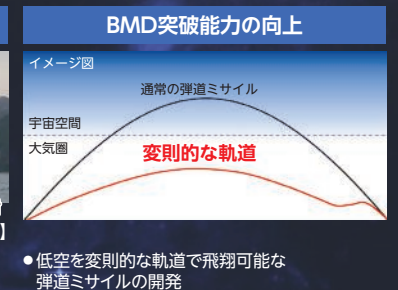 BMD突破能力の向上
イメージ図
通常の弾道ミサイル
宇宙空間
大気圏
変則的な軌道
】
●低空を変則的な軌道で飛翔可能な
弾道ミサイルの開発